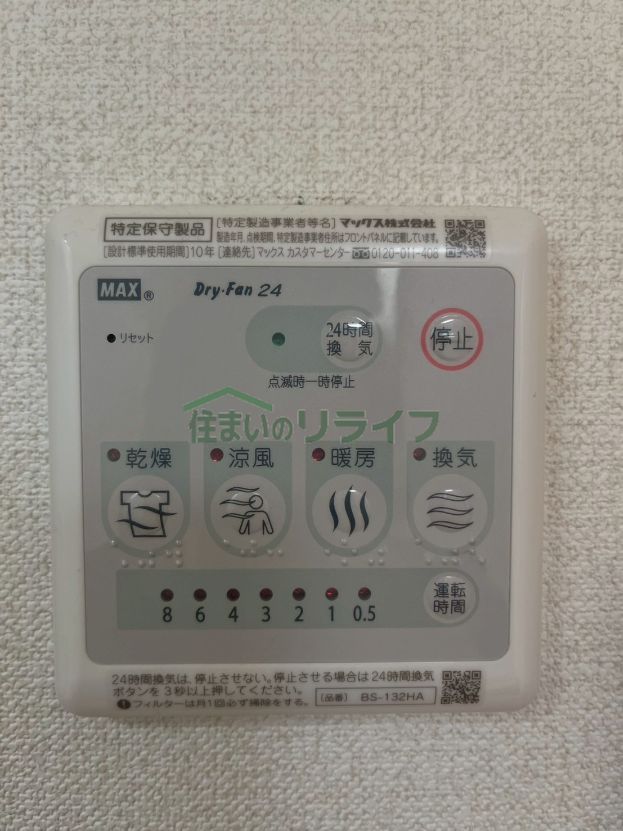 特定保守製品 [特定製造事業者等名] マックス株式会社
製造年月、点検期間、特定製造事業者住所はフロントパネルに記載しています。
[設計標準使用期間]10年 [連絡先]マックス カスタマーセンター 0120-011-408
MAX® Dry・Fan 24
リセット
24時間
換気
停止
点滅時一時停止
住まいのリライフ
乾燥 涼風 暖房 換気
8 6 4 3 2 1 0.5
運転
時間
24時間換気は、停止させない。停止させる場合は24時間換気
ボタンを3秒以上押してください。
フィルターは月1回必ず掃除をする。
(品番) BS-132HA